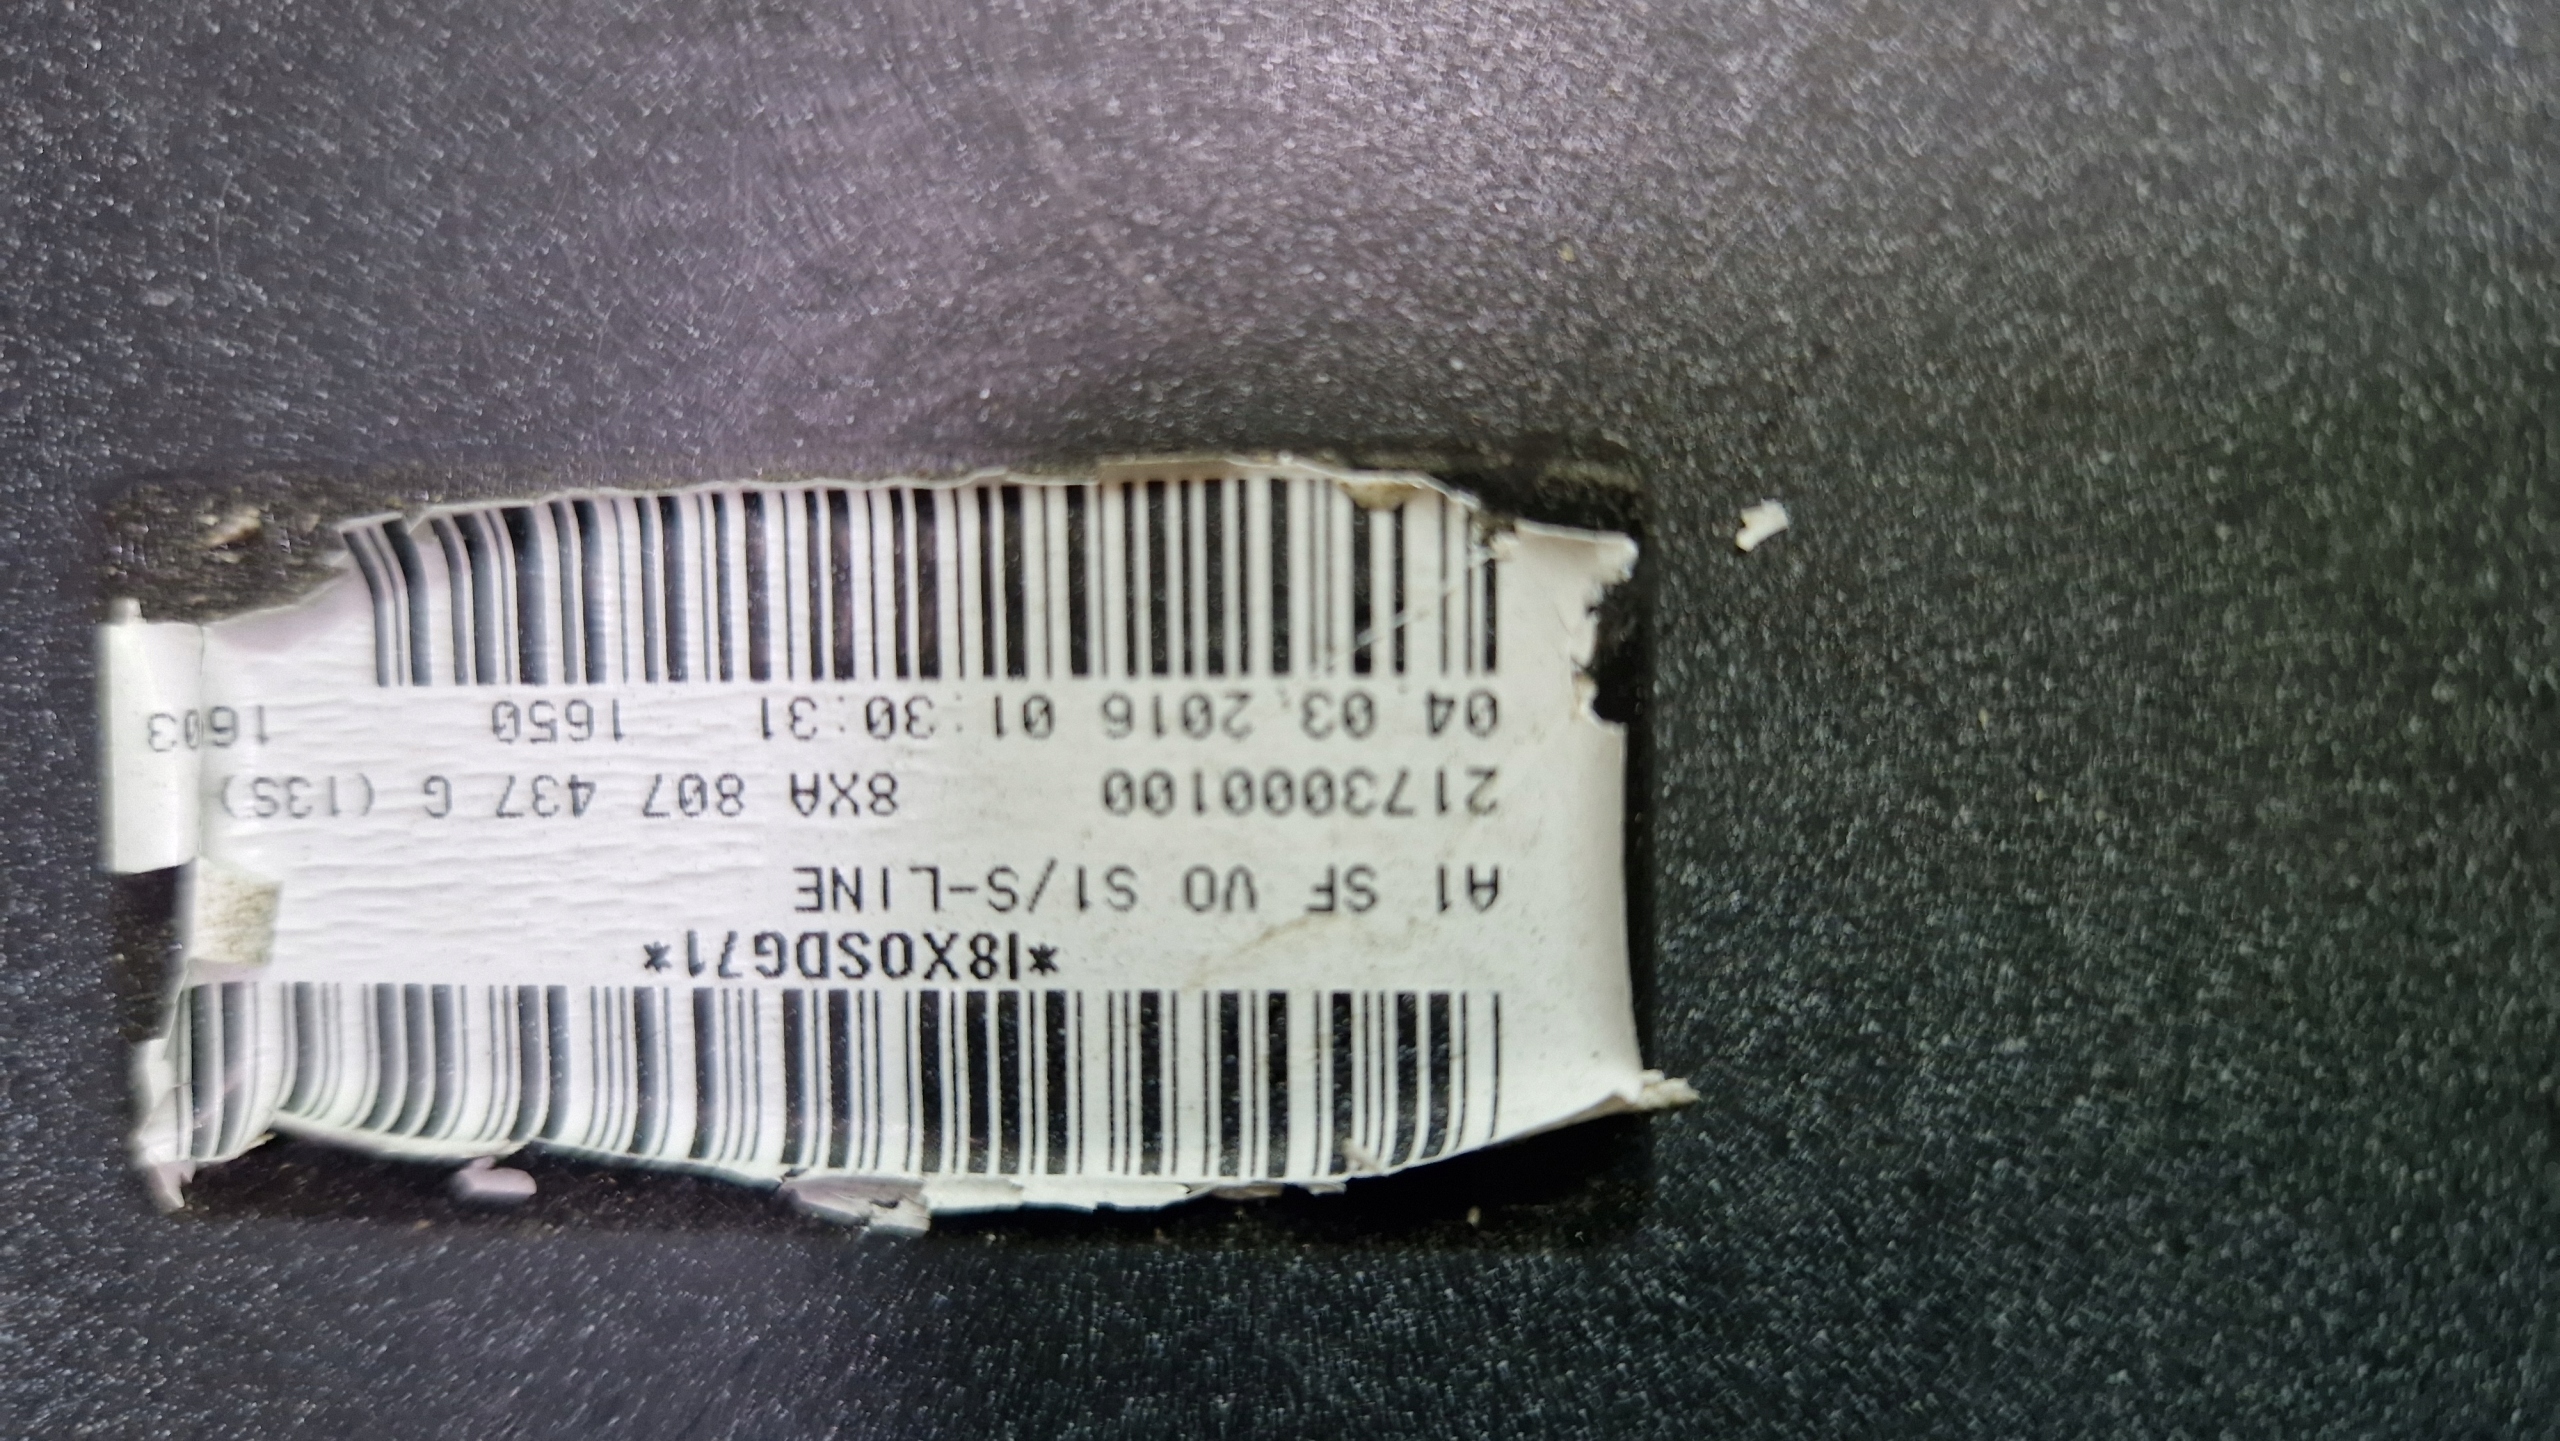 *I8X0SDG71*
A1 SF VO S1/S-LINE
2173000100 8XA 807 437 G (13S)
04.03.2016 01:30:31 1650 1603